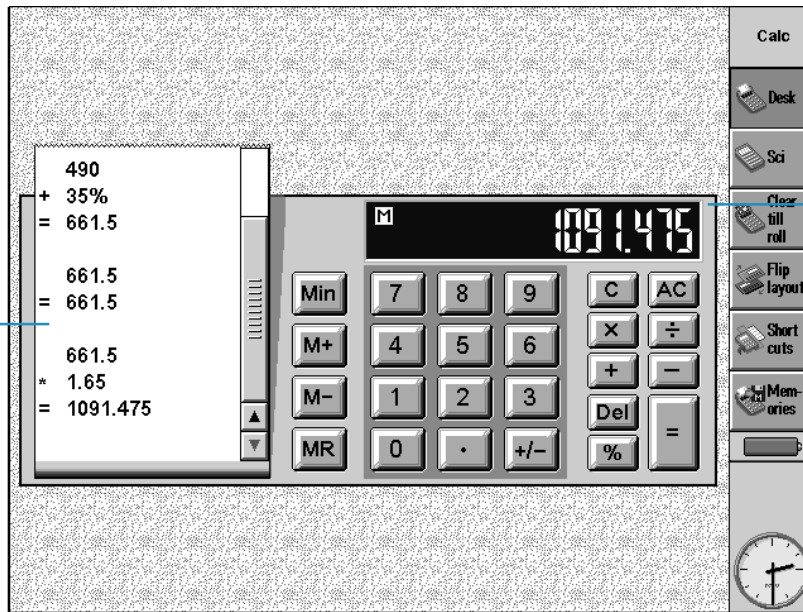 490
+ 35%
= 661.5
661.5
= 661.5
661.5
* 1.65
= 1091.475
M
1091.475
Min
7
8
9
C
AC
M+
4
5
6
×
÷
+
−
M−
1
2
3
Del
=
MR
0
.
+/−
%
Calc
Desk
Sci
Clear
till
roll
Flip
layout
Short
cuts
Mem-
ories